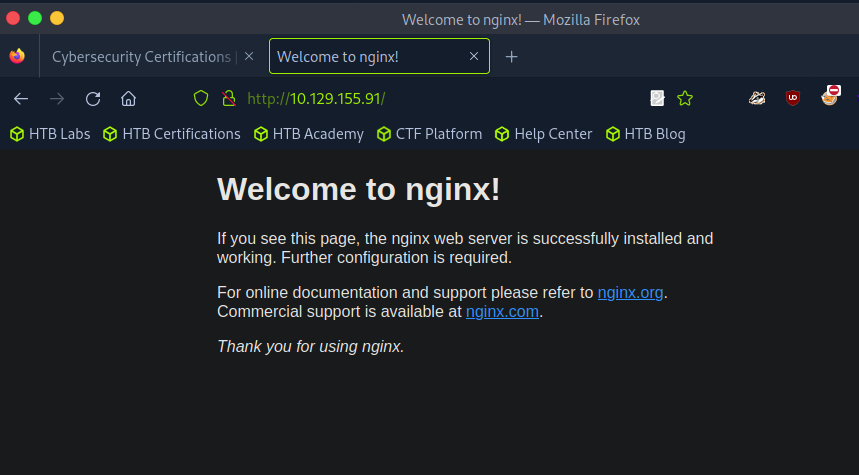 Welcome to nginx! — Mozilla Firefox
Cybersecurity Certifications
Welcome to nginx!
http://10.129.155.91/
HTB Labs HTB Certifications HTB Academy CTF Platform Help Center HTB Blog
Welcome to nginx!
If you see this page, the nginx web server is successfully installed and
working. Further configuration is required.
For online documentation and support please refer to nginx.org.
Commercial support is available at nginx.com.
Thank you for using nginx.